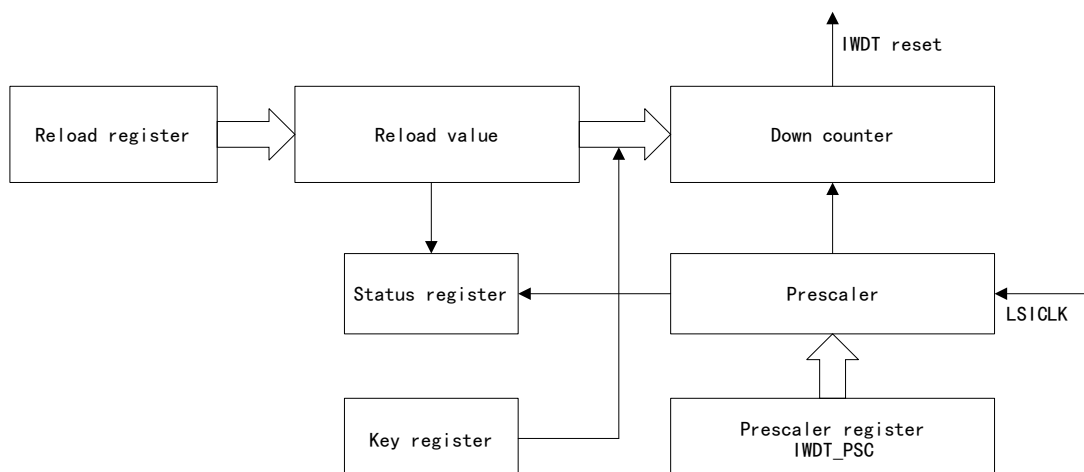 IWDT reset
Reload register
Reload value
Down counter
Status register
Prescaler
LSICLK
Key register
Prescaler register
IWDT_PSC